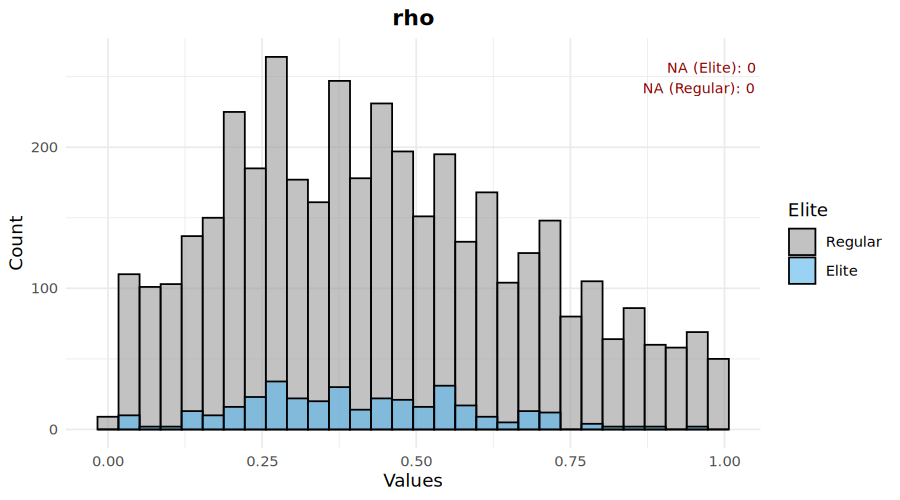 rho
NA (Elite): 0
NA (Regular): 0
200
100
0
Count
0.00 0.25 0.50 0.75 1.00
Values
Elite
Regular
Elite